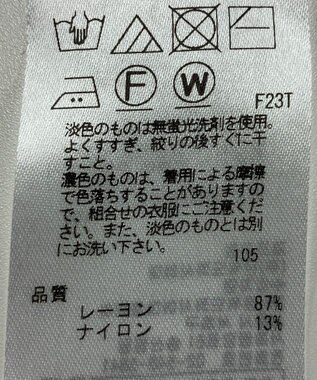 F
W
F23T
淡色のものは無蛍光洗剤を使用。
よくすすぎ、絞りの後すぐに干
すこと。
濃色のものは、着用による摩擦
で色落ちすることがありますの
で、組合せの衣服にご注意くだ
さい。また、淡色のものとは別
にお洗い下さい。
105
品質
レーヨン 87%
ナイロン 13%